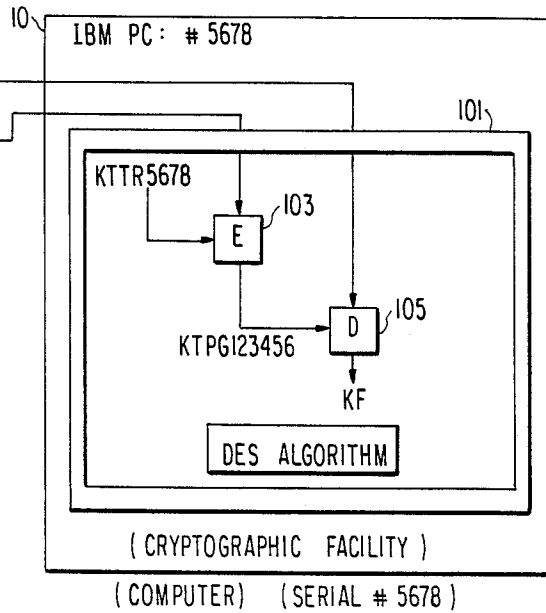 10
IBM PC: # 5678
101
KTTR5678
103
E
D
105
KTPG123456
KF
DES ALGORITHM
(CRYPTOGRAPHIC FACILITY)
(COMPUTER) (SERIAL # 5678)